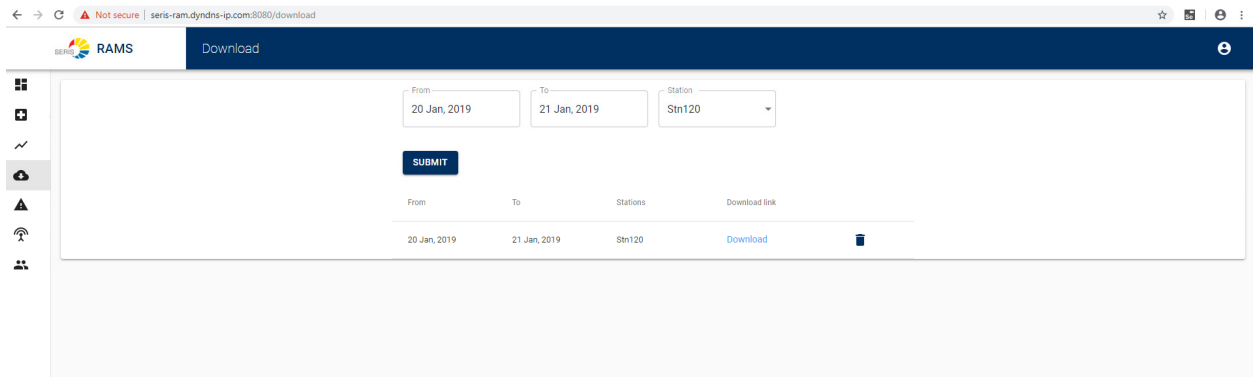 Not secure | seris-ram.dyndns-ip.com:8080/download
SERIS RAMS Download
From To Station
20 Jan, 2019 21 Jan, 2019 Stn120
SUBMIT
From To Stations Download link
20 Jan, 2019 21 Jan, 2019 Stn120 Download